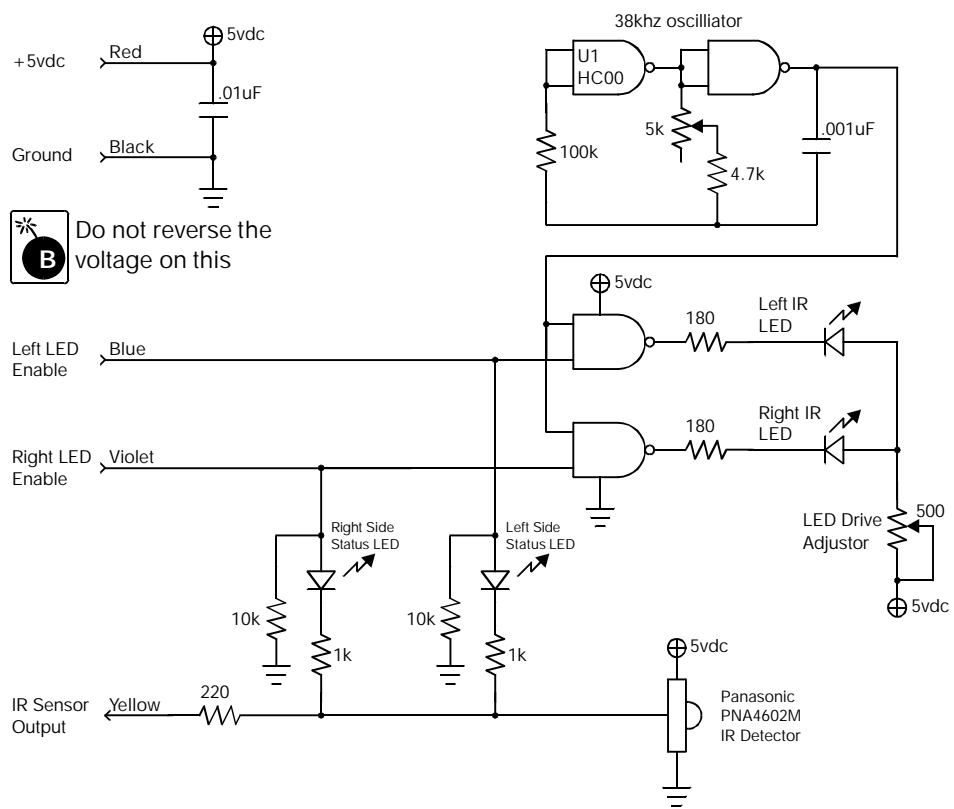 38khz oscilliator
5vdc
+5vdc
Red
.01uF
U1
HC00
5k
.001uF
Ground
Black
100k
4.7k
B
Do not reverse the
voltage on this
5vdc
180
Left IR
LED
Left LED
Enable
Blue
180
Right IR
LED
Right LED
Enable
Violet
500
LED Drive
Adjustor
Right Side
Status LED
Left Side
Status LED
5vdc
10k
1k
10k
1k
5vdc
IR Sensor
Output
Yellow
220
Panasonic
PNA4602M
IR Detector